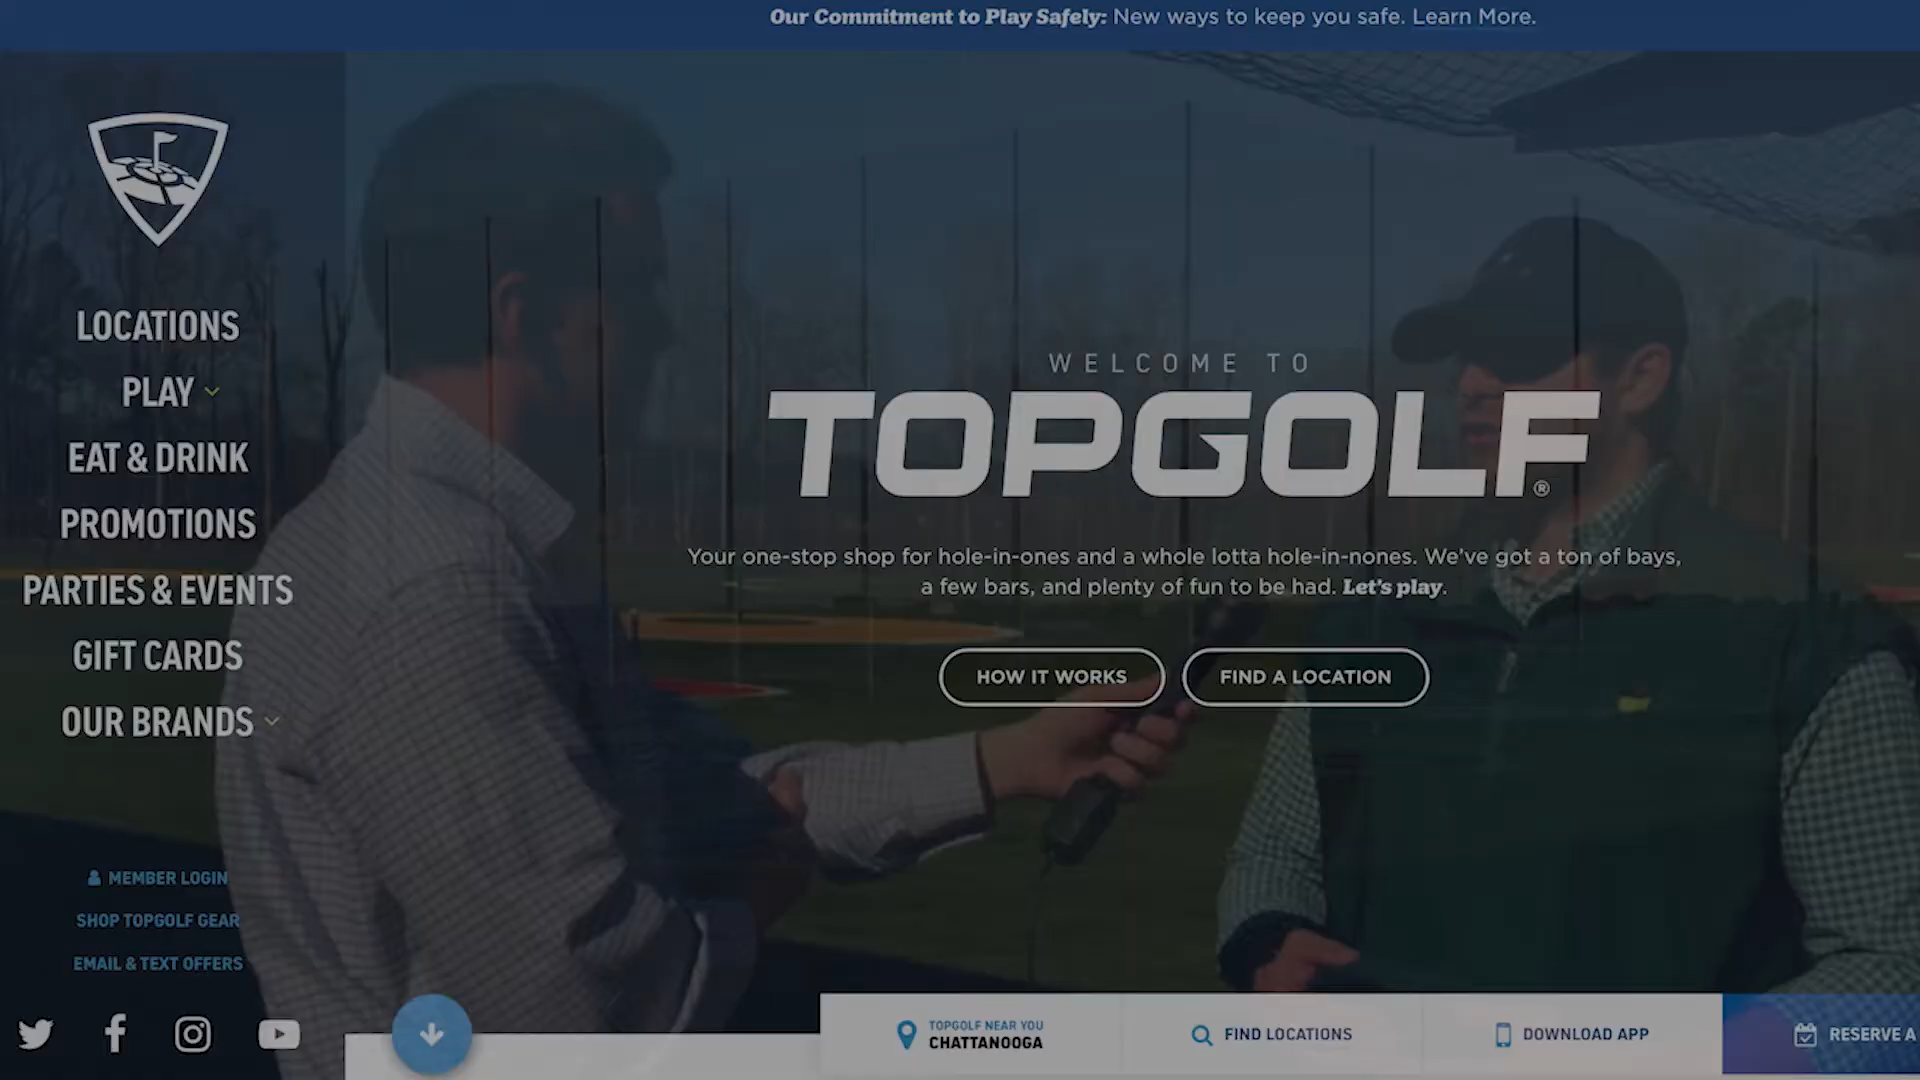 Our Commitment to Play Safely: New ways to keep you safe. Learn More.
LOCATIONS
PLAY
EAT & DRINK
PROMOTIONS
PARTIES & EVENTS
GIFT CARDS
OUR BRANDS
MEMBER LOGIN
SHOP TOPGOLF GEAR
EMAIL & TEXT OFFERS
WELCOME TO
TOPGOLF®
Your one-stop shop for hole-in-ones and a whole lotta hole-in-nones. We've got a ton of bays,
a few bars, and plenty of fun to be had. Let's play.
HOW IT WORKS
FIND A LOCATION
TOPGOLF NEAR YOU
CHATTANOOGA
FIND LOCATIONS
DOWNLOAD APP
RESERVE A